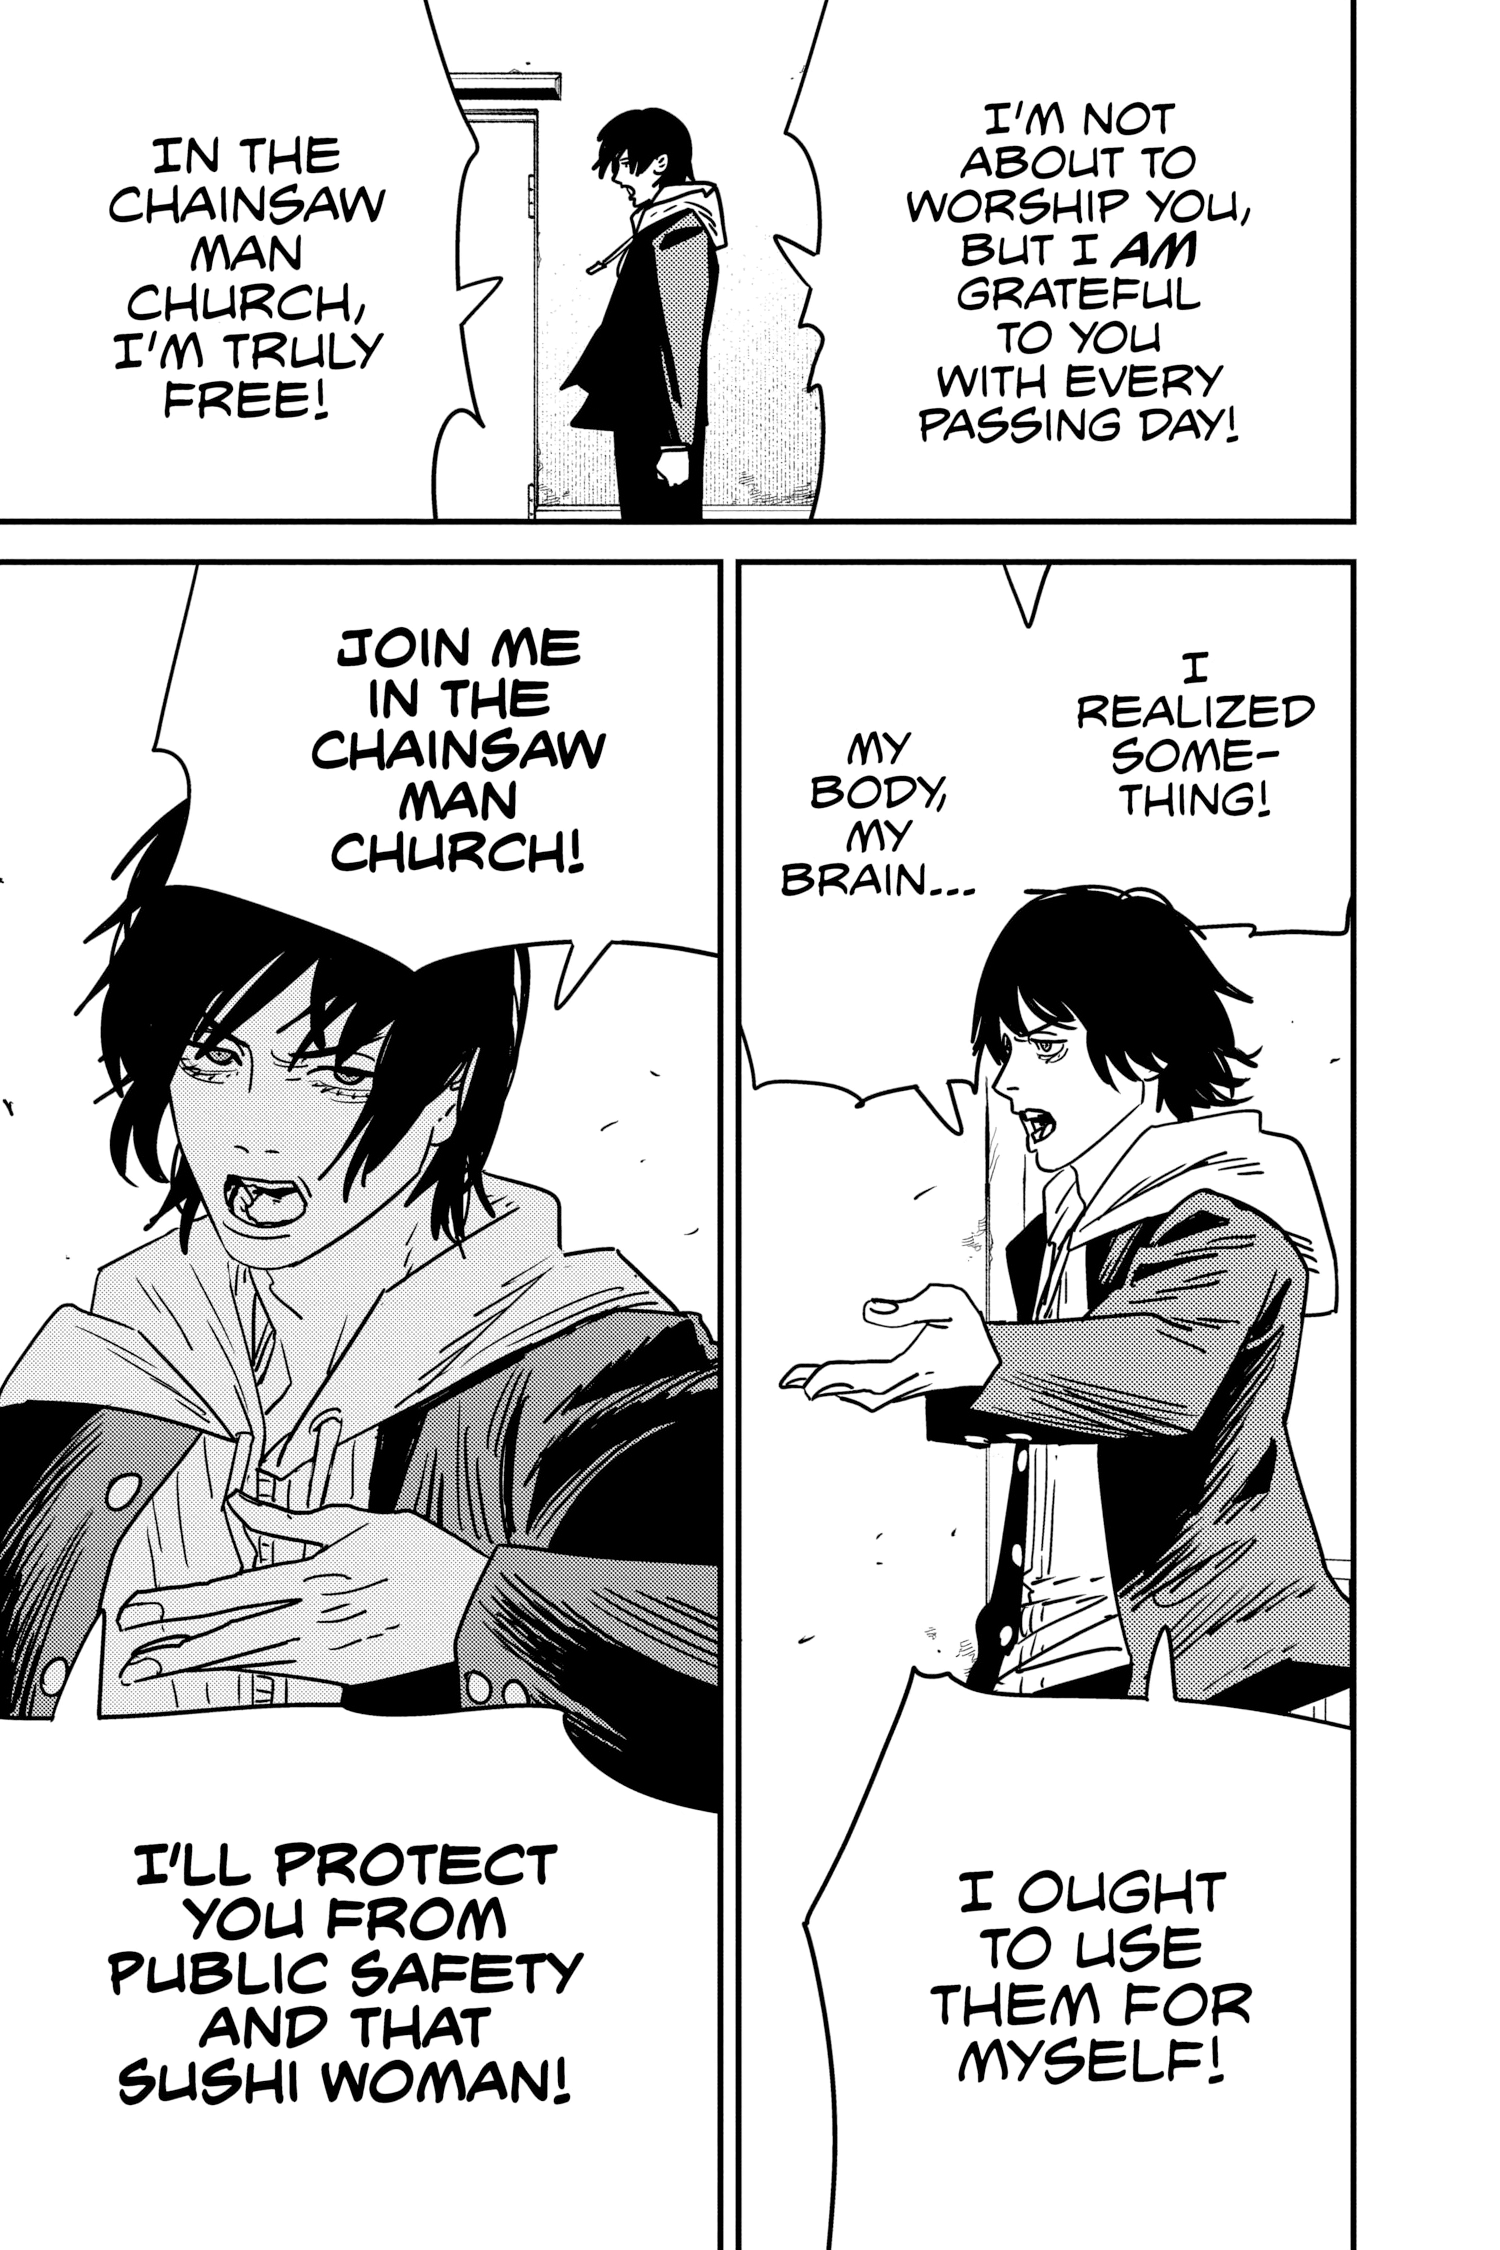 I'M NOT
ABOUT TO
WORSHIP YOU,
BUT I AM
GRATEFUL
TO YOU
WITH EVERY
PASSING DAY!
IN THE
CHAINSAW
MAN
CHURCH,
I'M TRULY
FREE!
I
REALIZED
SOME-
THING!
MY
BODY,
MY
BRAIN...
I OUGHT
TO USE
THEM FOR
MYSELF!
JOIN ME
IN THE
CHAINSAW
MAN
CHURCH!
I'LL PROTECT
YOU FROM
PUBLIC SAFETY
AND THAT
SUSHI WOMAN!